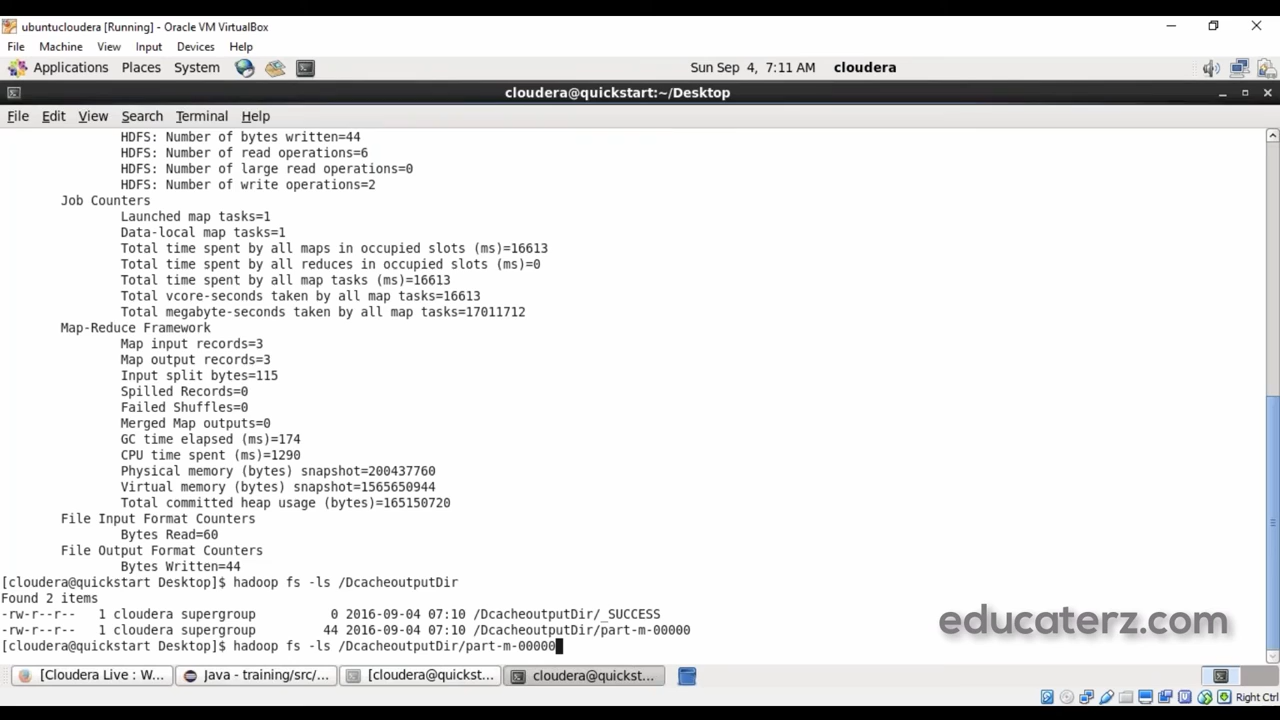 ubuntucloudera [Running] - Oracle VM VirtualBox
File Machine View Input Devices Help
Applications Places System Sun Sep 4, 7:11 AM cloudera
cloudera@quickstart:~/Desktop
File Edit View Search Terminal Help
HDFS: Number of bytes written=44
HDFS: Number of read operations=6
HDFS: Number of large read operations=0
HDFS: Number of write operations=2
Job Counters
Launched map tasks=1
Data-local map tasks=1
Total time spent by all maps in occupied slots (ms)=16613
Total time spent by all reduces in occupied slots (ms)=0
Total time spent by all map tasks (ms)=16613
Total vcore-seconds taken by all map tasks=16613
Total megabyte-seconds taken by all map tasks=17011712
Map-Reduce Framework
Map input records=3
Map output records=3
Input split bytes=115
Spilled Records=0
Failed Shuffles=0
Merged Map outputs=0
GC time elapsed (ms)=174
CPU time spent (ms)=1290
Physical memory (bytes) snapshot=200437760
Virtual memory (bytes) snapshot=1565650944
Total committed heap usage (bytes)=165150720
File Input Format Counters
Bytes Read=60
File Output Format Counters
Bytes Written=44
[cloudera@quickstart Desktop]$ hadoop fs -ls /DcacheoutputDir
Found 2 items
-rw-r--r-- 1 cloudera supergroup 0 2016-09-04 07:10 /DcacheoutputDir/_SUCCESS
-rw-r--r-- 1 cloudera supergroup 44 2016-09-04 07:10 /DcacheoutputDir/part-m-00000
[cloudera@quickstart Desktop]$ hadoop fs -ls /DcacheoutputDir/part-m-00000
educaterz.com
[Cloudera Live : W... Java - training/src/... [cloudera@quickst... cloudera@quickst...
Right Ctrl